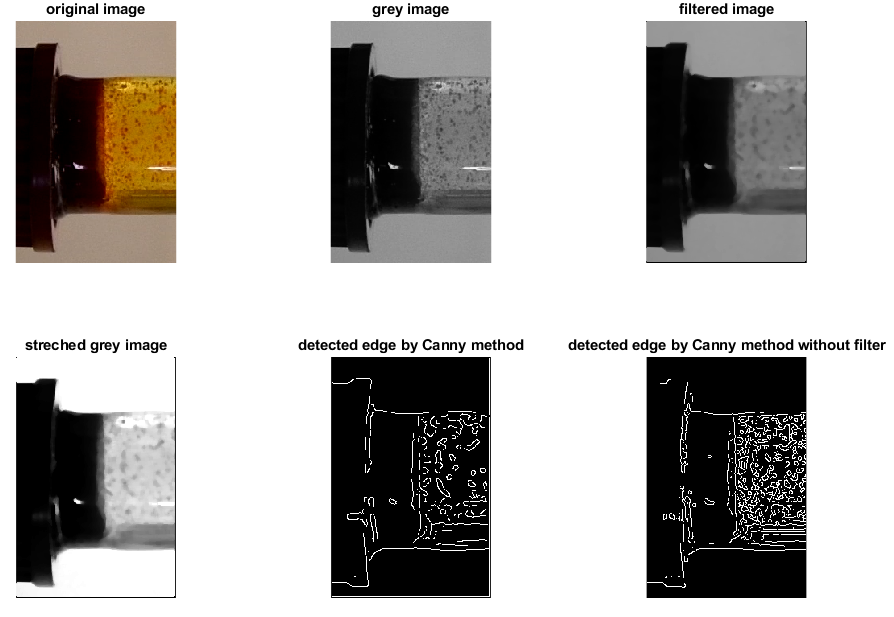 original image
grey image
filtered image
streched grey image
detected edge by Canny method
detected edge by Canny method without filter